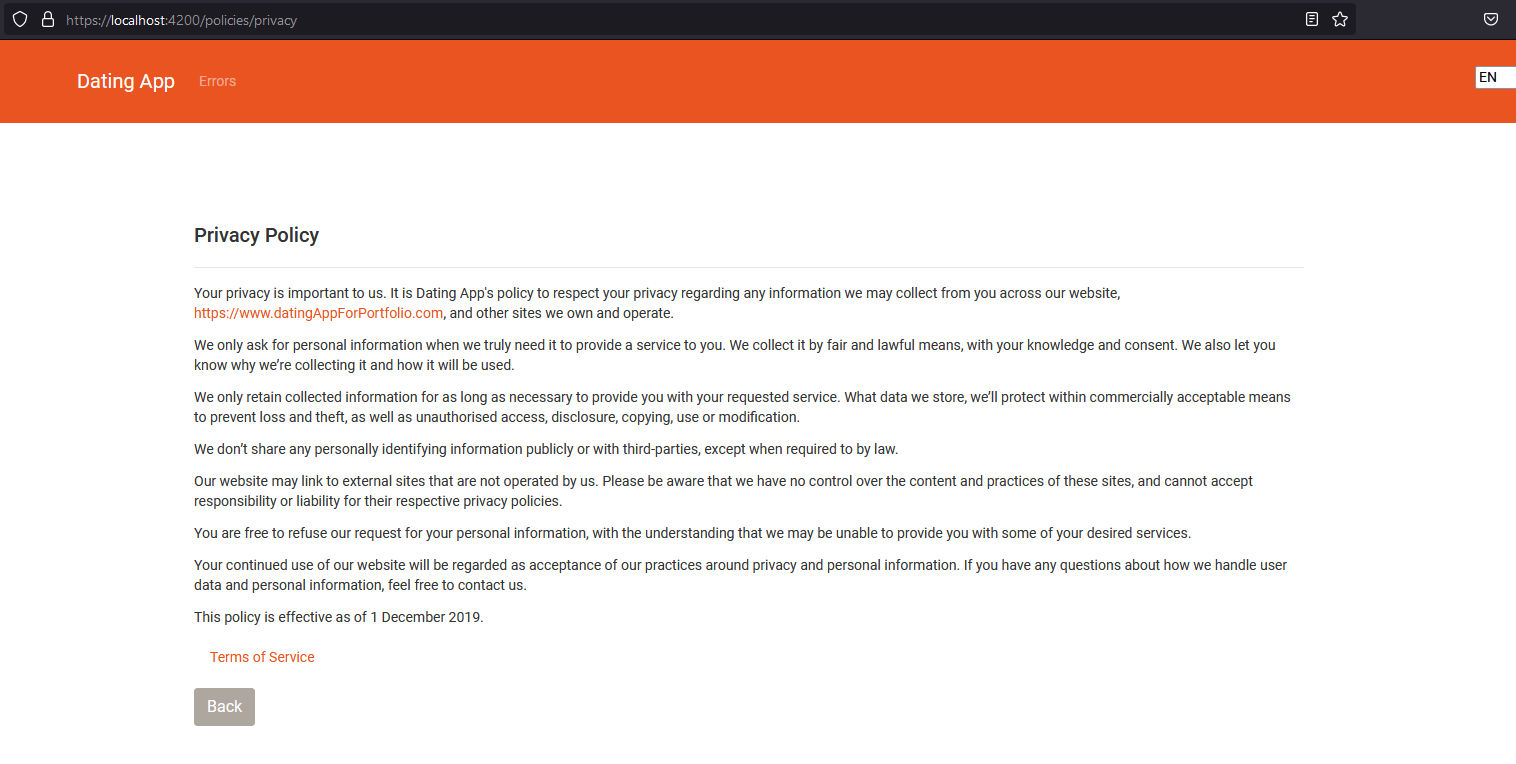 https://localhost:4200/policies/privacy
Dating App
Errors
EN
Privacy Policy
Your privacy is important to us. It is Dating App's policy to respect your privacy regarding any information we may collect from you across our website,
https://www.datingAppForPortfolio.com, and other sites we own and operate.
We only ask for personal information when we truly need it to provide a service to you. We collect it by fair and lawful means, with your knowledge and consent. We also let you
know why we’re collecting it and how it will be used.
We only retain collected information for as long as necessary to provide you with your requested service. What data we store, we’ll protect within commercially acceptable means
to prevent loss and theft, as well as unauthorised access, disclosure, copying, use or modification.
We don’t share any personally identifying information publicly or with third-parties, except when required to by law.
Our website may link to external sites that are not operated by us. Please be aware that we have no control over the content and practices of these sites, and cannot accept
responsibility or liability for their respective privacy policies.
You are free to refuse our request for your personal information, with the understanding that we may be unable to provide you with some of your desired services.
Your continued use of our website will be regarded as acceptance of our practices around privacy and personal information. If you have any questions about how we handle user
data and personal information, feel free to contact us.
This policy is effective as of 1 December 2019.
Terms of Service
Back